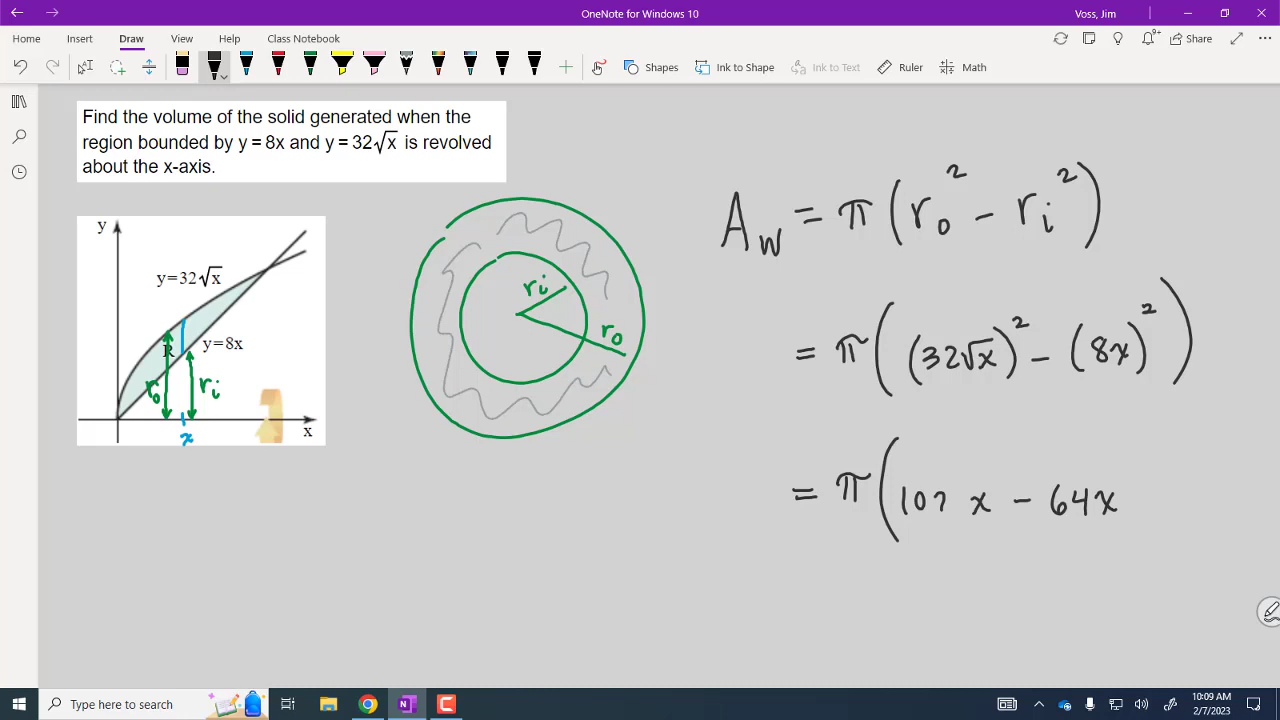 OneNote for Windows 10
Voss, Jim
Home Insert Draw View Help Class Notebook
Share
Shapes Ink to Shape Ink to Text Ruler Math
Find the volume of the solid generated when the
region bounded by y = 8x and y = 32√x is revolved
about the x-axis.
y
y=32√x
R
y=8x
r₀
rᵢ
x
x
rᵢ
r₀
A_W = π(r₀² − rᵢ²)
= π((32√x)² − (8x)²)
= π(102 x − 64x
Type here to search
N
C
10:09 AM
2/7/2023